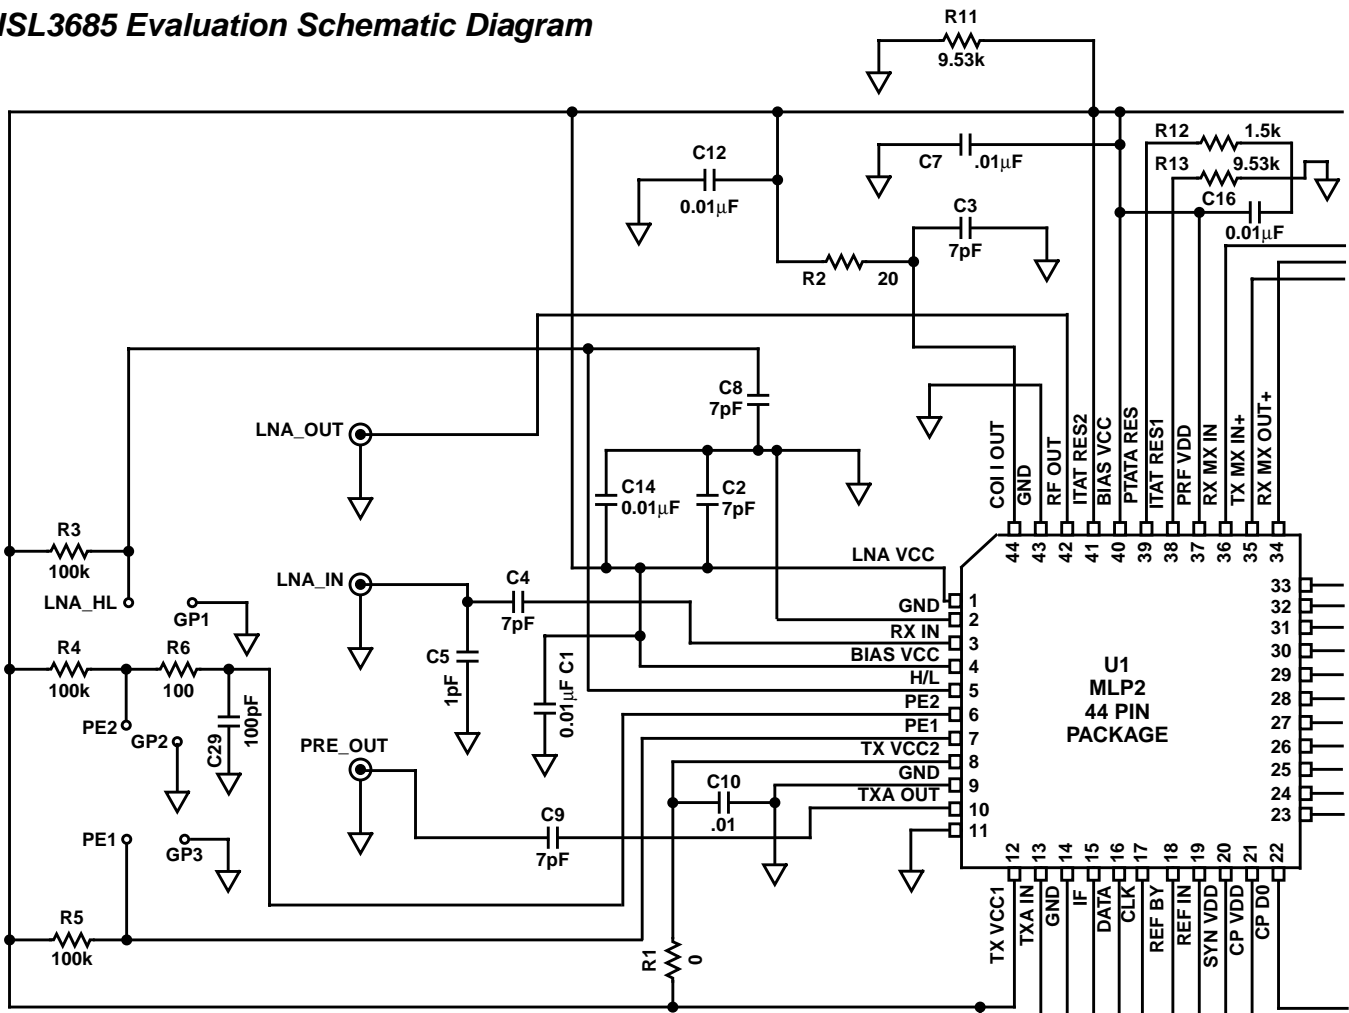 ISL3685 Evaluation Schematic Diagram
R11
9.53k
R12 1.5k
R13 9.53k
C16
0.01μF
C7 .01μF
C12
0.01μF
C3
7pF
R2 20
C8
7pF
LNA_OUT
C14
0.01μF
C2
7pF
COI I OUT
GND
RF OUT
ITAT RES2
BIAS VCC
PTATA RES
ITAT RES1
PRF VDD
RX MX IN
TX MX IN+
RX MX OUT+
44
43
42
41
40
39
38
37
36
35
34
R3
100k
LNA_HL
GP1
LNA_IN
C4
7pF
C5
1pF
0.01μF C1
R4
100k
R6
100
PE2
GP2
C29
100pF
PRE_OUT
C9
7pF
C10
.01
PE1
GP3
R5
100k
R1
0
LNA VCC
GND
RX IN
BIAS VCC
H/L
PE2
PE1
TX VCC2
GND
TXA OUT
1
2
3
4
5
6
7
8
9
10
11
U1
MLP2
44 PIN
PACKAGE
33
32
31
30
29
28
27
26
25
24
23
12
13
14
15
16
17
18
19
20
21
22
TX VCC1
TXA IN
GND
IF
DATA
CLK
REF BY
REF IN
SYN VDD
CP VDD
CP D0